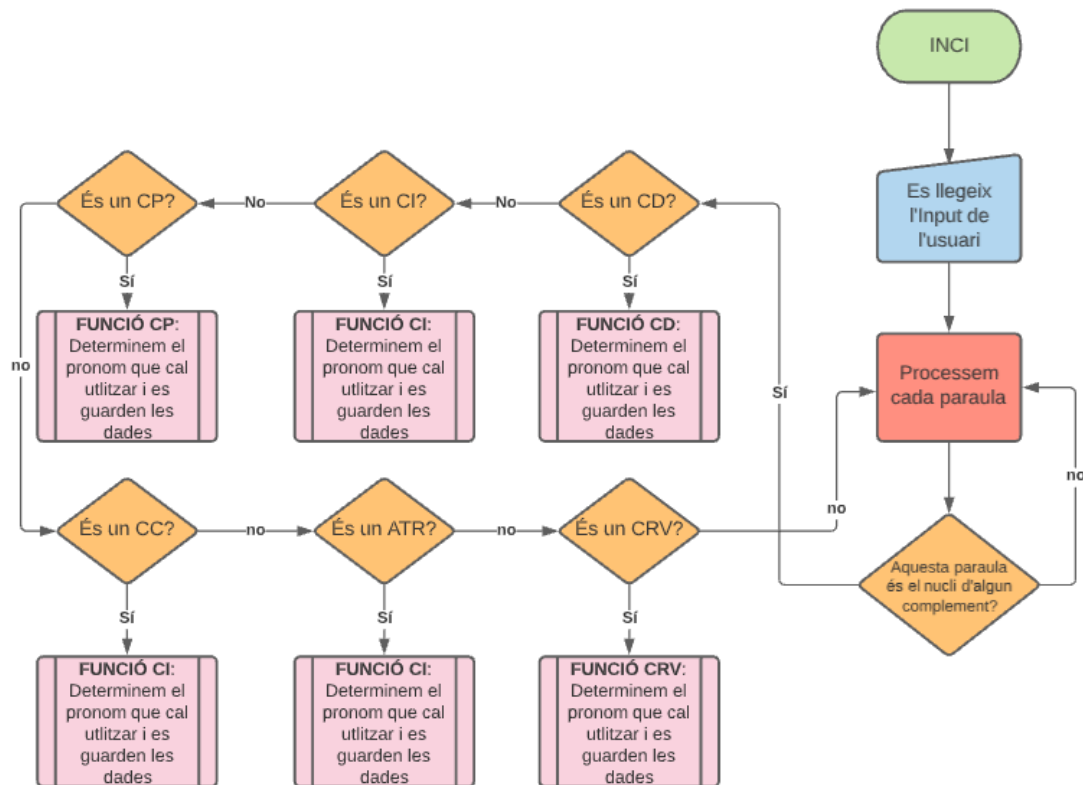 INCI
Es llegeix
l'Input de
l'usuari
Processem
cada paraula
Aquesta paraula
és el nucli d'algun
complement?
no
Sí
És un CD?
No
És un CI?
No
És un CP?
Sí
Sí
Sí
FUNCIÓ CP:
Determinem el
pronom que cal
utlitzar i es
guarden les
dades
FUNCIÓ CI:
Determinem el
pronom que cal
utlitzar i es
guarden les
dades
FUNCIÓ CD:
Determinem el
pronom que cal
utlitzar i es
guarden les
dades
no
És un CC?
no
És un ATR?
no
És un CRV?
no
Sí
Sí
Sí
FUNCIÓ CI:
Determinem el
pronom que cal
utlitzar i es
guarden les
dades
FUNCIÓ CI:
Determinem el
pronom que cal
utlitzar i es
guarden les
dades
FUNCIÓ CRV:
Determinem el
pronom que cal
utlitzar i es
guarden les
dades